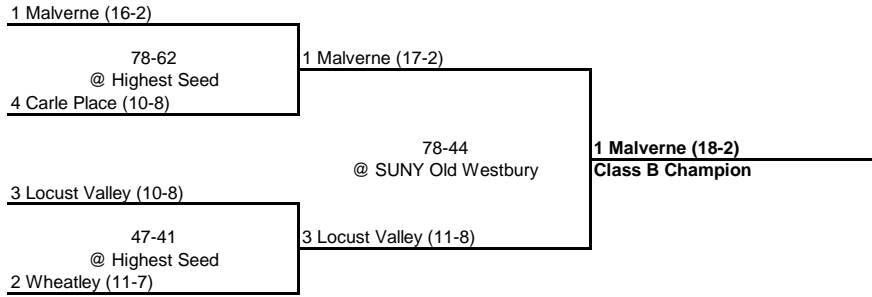 1 Malverne (16-2)
78-62
@ Highest Seed
4 Carle Place (10-8)
1 Malverne (17-2)
78-44
@ SUNY Old Westbury
1 Malverne (18-2)
Class B Champion
3 Locust Valley (10-8)
47-41
@ Highest Seed
2 Wheatley (11-7)
3 Locust Valley (11-8)